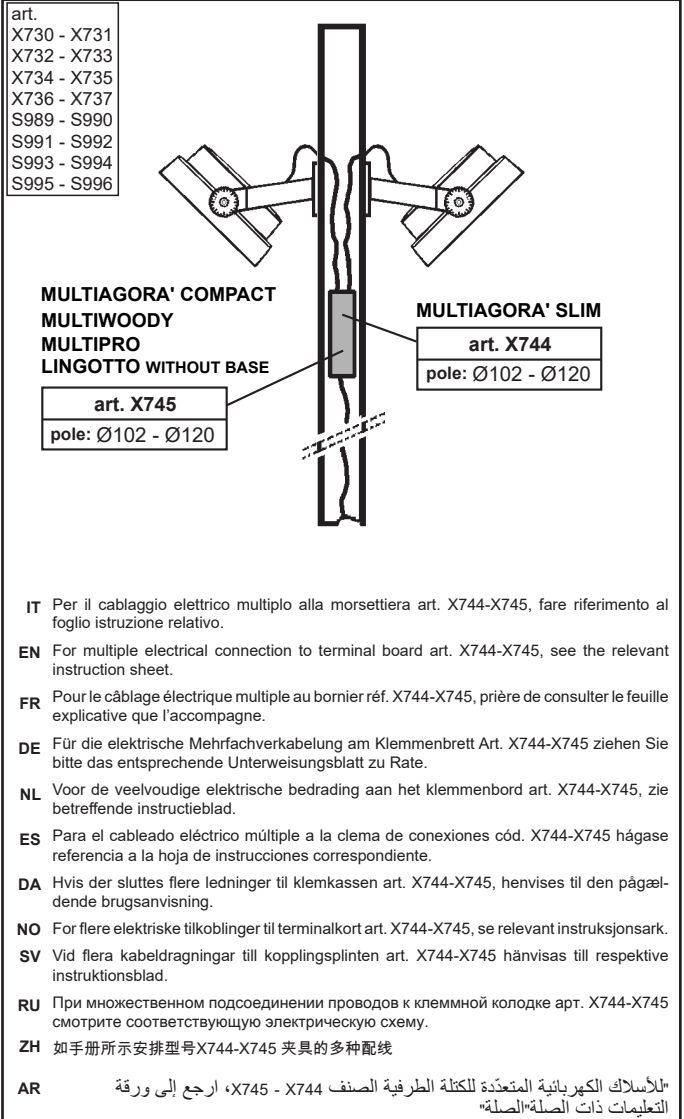 art.
X730 - X731
X732 - X733
X734 - X735
X736 - X737
S989 - S990
S991 - S992
S993 - S994
S995 - S996
MULTIAGORA' COMPACT
MULTIWOODY
MULTIPRO
LINGOTTO WITHOUT BASE
art. X745
pole: Ø102 - Ø120
MULTIAGORA' SLIM
art. X744
pole: Ø102 - Ø120
IT Per il cablaggio elettrico multiplo alla morsettiera art. X744-X745, fare riferimento al
foglio istruzione relativo.
EN For multiple electrical connection to terminal board art. X744-X745, see the relevant
instruction sheet.
FR Pour le câblage électrique multiple au bornier réf. X744-X745, prière de consulter le feuille
explicative que l’accompagne.
DE Für die elektrische Mehrfachverkabelung am Klemmenbrett Art. X744-X745 ziehen Sie
bitte das entsprechende Unterweisungsblatt zu Rate.
NL Voor de veelvoudige elektrische bedrading aan het klemmenbord art. X744-X745, zie
betreffende instructieblad.
ES Para el cableado eléctrico múltiple a la clema de conexiones cód. X744-X745 hágase
referencia a la hoja de instrucciones correspondiente.
DA Hvis der sluttes flere ledninger til klemkassen art. X744-X745, henvises til den pågæl-
dende brugsanvisning.
NO For flere elektriske tilkoblinger til terminalkort art. X744-X745, se relevant instruksjonsark.
SV Vid flera kabeldragningar till kopplingsplinten art. X744-X745 hänvisas till respektive
instruktionsblad.
RU При множественном подсоединении проводов к клеммной колодке арт. X744-X745
смотрите соответствующую электрическую схему.
ZH 如手册所示安排型号X744-X745 夹具的多种配线
AR "للأسلاك الكهربائية المتعدّدة للكتلة الطرفية الصنف X744 - X745، ارجع إلى ورقة
التعليمات ذات الصلة"الصلة"